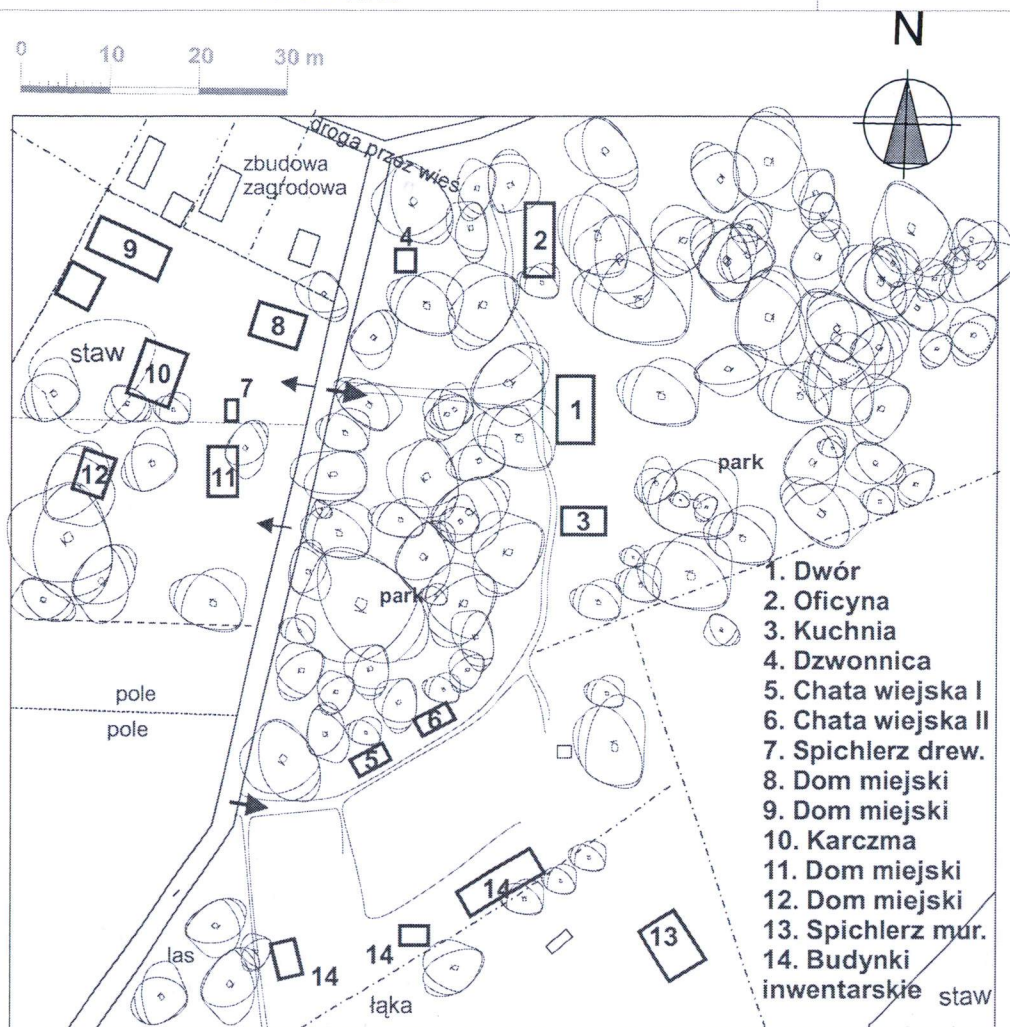 N
0 10 20 30 m
droga przez wieś
zbudowa
zagrodowa
9
4
2
8
staw
10
7
1
11
12
park
3
park
pole
pole
6
5
14
14
14
13
las
łąka
staw
1. Dwór
2. Oficyna
3. Kuchnia
4. Dzwonnica
5. Chata wiejska I
6. Chata wiejska II
7. Spichlerz drew.
8. Dom miejski
9. Dom miejski
10. Karczma
11. Dom miejski
12. Dom miejski
13. Spichlerz mur.
14. Budynki
inwentarskie